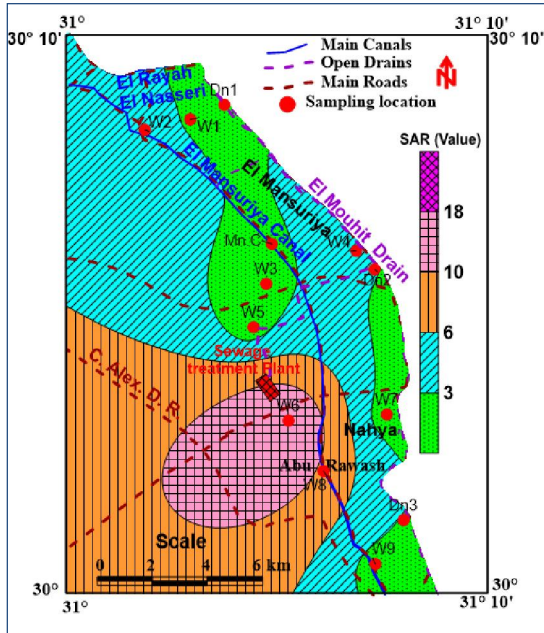 31°
31° 10'
30° 10'
30° 10'
Main Canals
Open Drains
Main Roads
Sampling location
N
El Rayah
El Nasseri
Dn1
W2
W1
SAR (Value)
El Mansuriya Canal
El Mansuriya
El Mouhit Drain
18
Mn C
W4
10
W3
Dn2
W5
6
Sewage
treatment Plant
C. Alex. D. R
3
W6
W7
Nahya
Abu Rawash
W8
Dn3
Scale
0 2 4 6 km
W9
30°
30°
31°
31° 10'